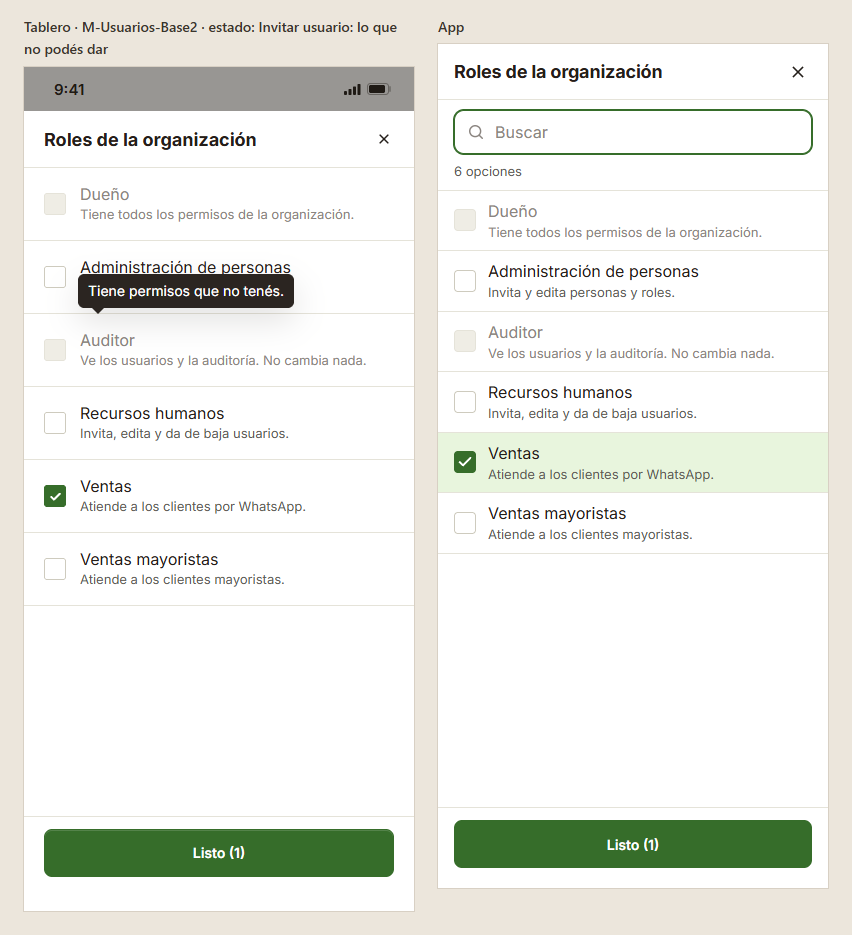 Tablero · M-Usuarios-Base2 · estado: Invitar usuario: lo que
no podés dar
9:41
Roles de la organización
Dueño
Tiene todos los permisos de la organización.
Administración de personas
Tiene permisos que no tenés.
Auditor
Ve los usuarios y la auditoría. No cambia nada.
Recursos humanos
Invita, edita y da de baja usuarios.
Ventas
Atiende a los clientes por WhatsApp.
Ventas mayoristas
Atiende a los clientes mayoristas.
Listo (1)
App
Roles de la organización
Buscar
6 opciones
Dueño
Tiene todos los permisos de la organización.
Administración de personas
Invita y edita personas y roles.
Auditor
Ve los usuarios y la auditoría. No cambia nada.
Recursos humanos
Invita, edita y da de baja usuarios.
Ventas
Atiende a los clientes por WhatsApp.
Ventas mayoristas
Atiende a los clientes mayoristas.
Listo (1)